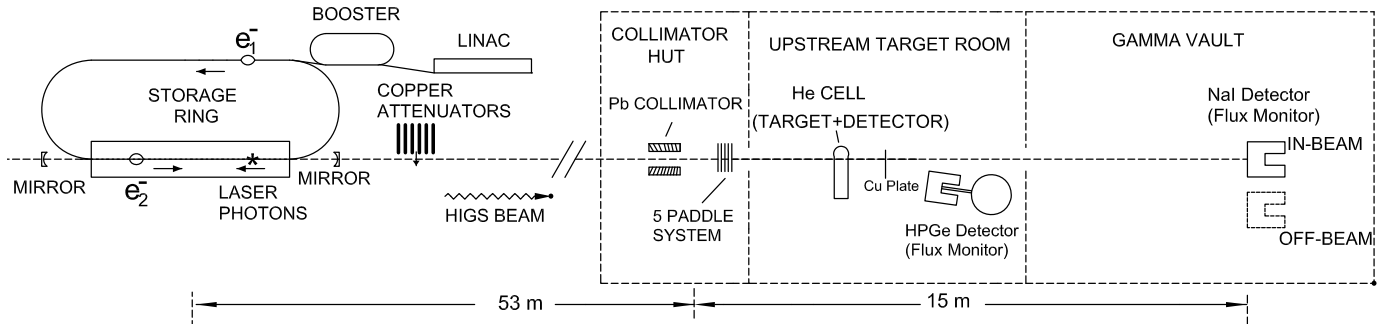 BOOSTER
LINAC
e₁⁻
STORAGE
RING
COPPER
ATTENUATORS
MIRROR
e₂⁻
LASER
PHOTONS
MIRROR
HIGS BEAM
COLLIMATOR
HUT
Pb COLLIMATOR
5 PADDLE
SYSTEM
UPSTREAM TARGET ROOM
He CELL
(TARGET+DETECTOR)
Cu Plate
HPGe Detector
(Flux Monitor)
GAMMA VAULT
NaI Detector
(Flux Monitor)
IN-BEAM
OFF-BEAM
53 m
15 m